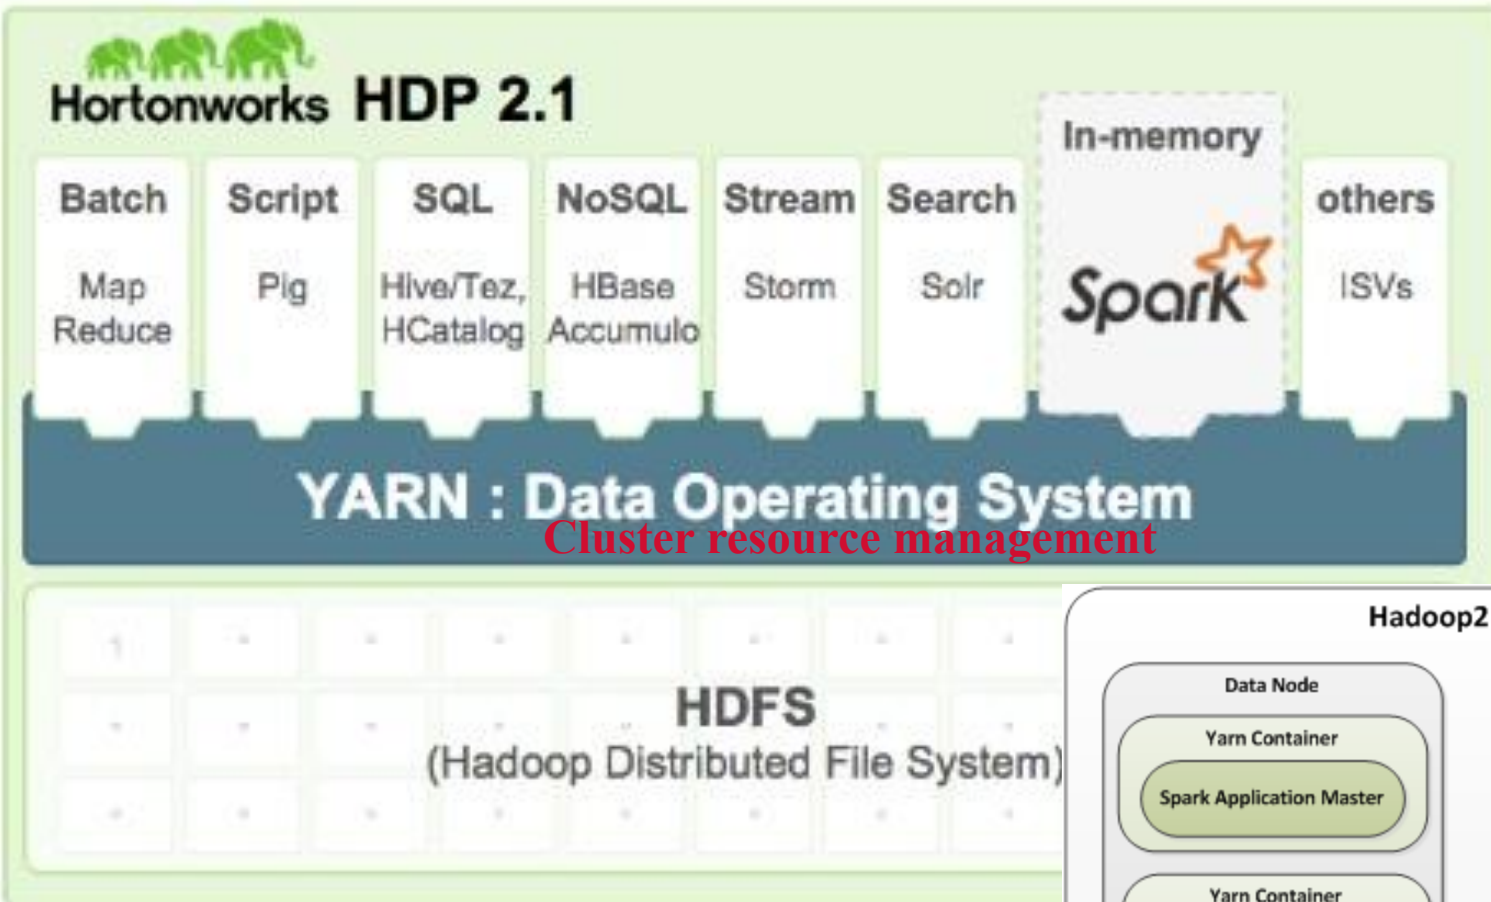 Hortonworks HDP 2.1
Batch
Map
Reduce
Script
Pig
SQL
Hive/Tez,
HCatalog
NoSQL
HBase
Accumulo
Stream
Storm
Search
Solr
In-memory
Spark
others
ISVs
YARN : Data Operating System
Cluster resource management
HDFS
(Hadoop Distributed File System)
Hadoop2
Data Node
Yarn Container
Spark Application Master
Yarn Container